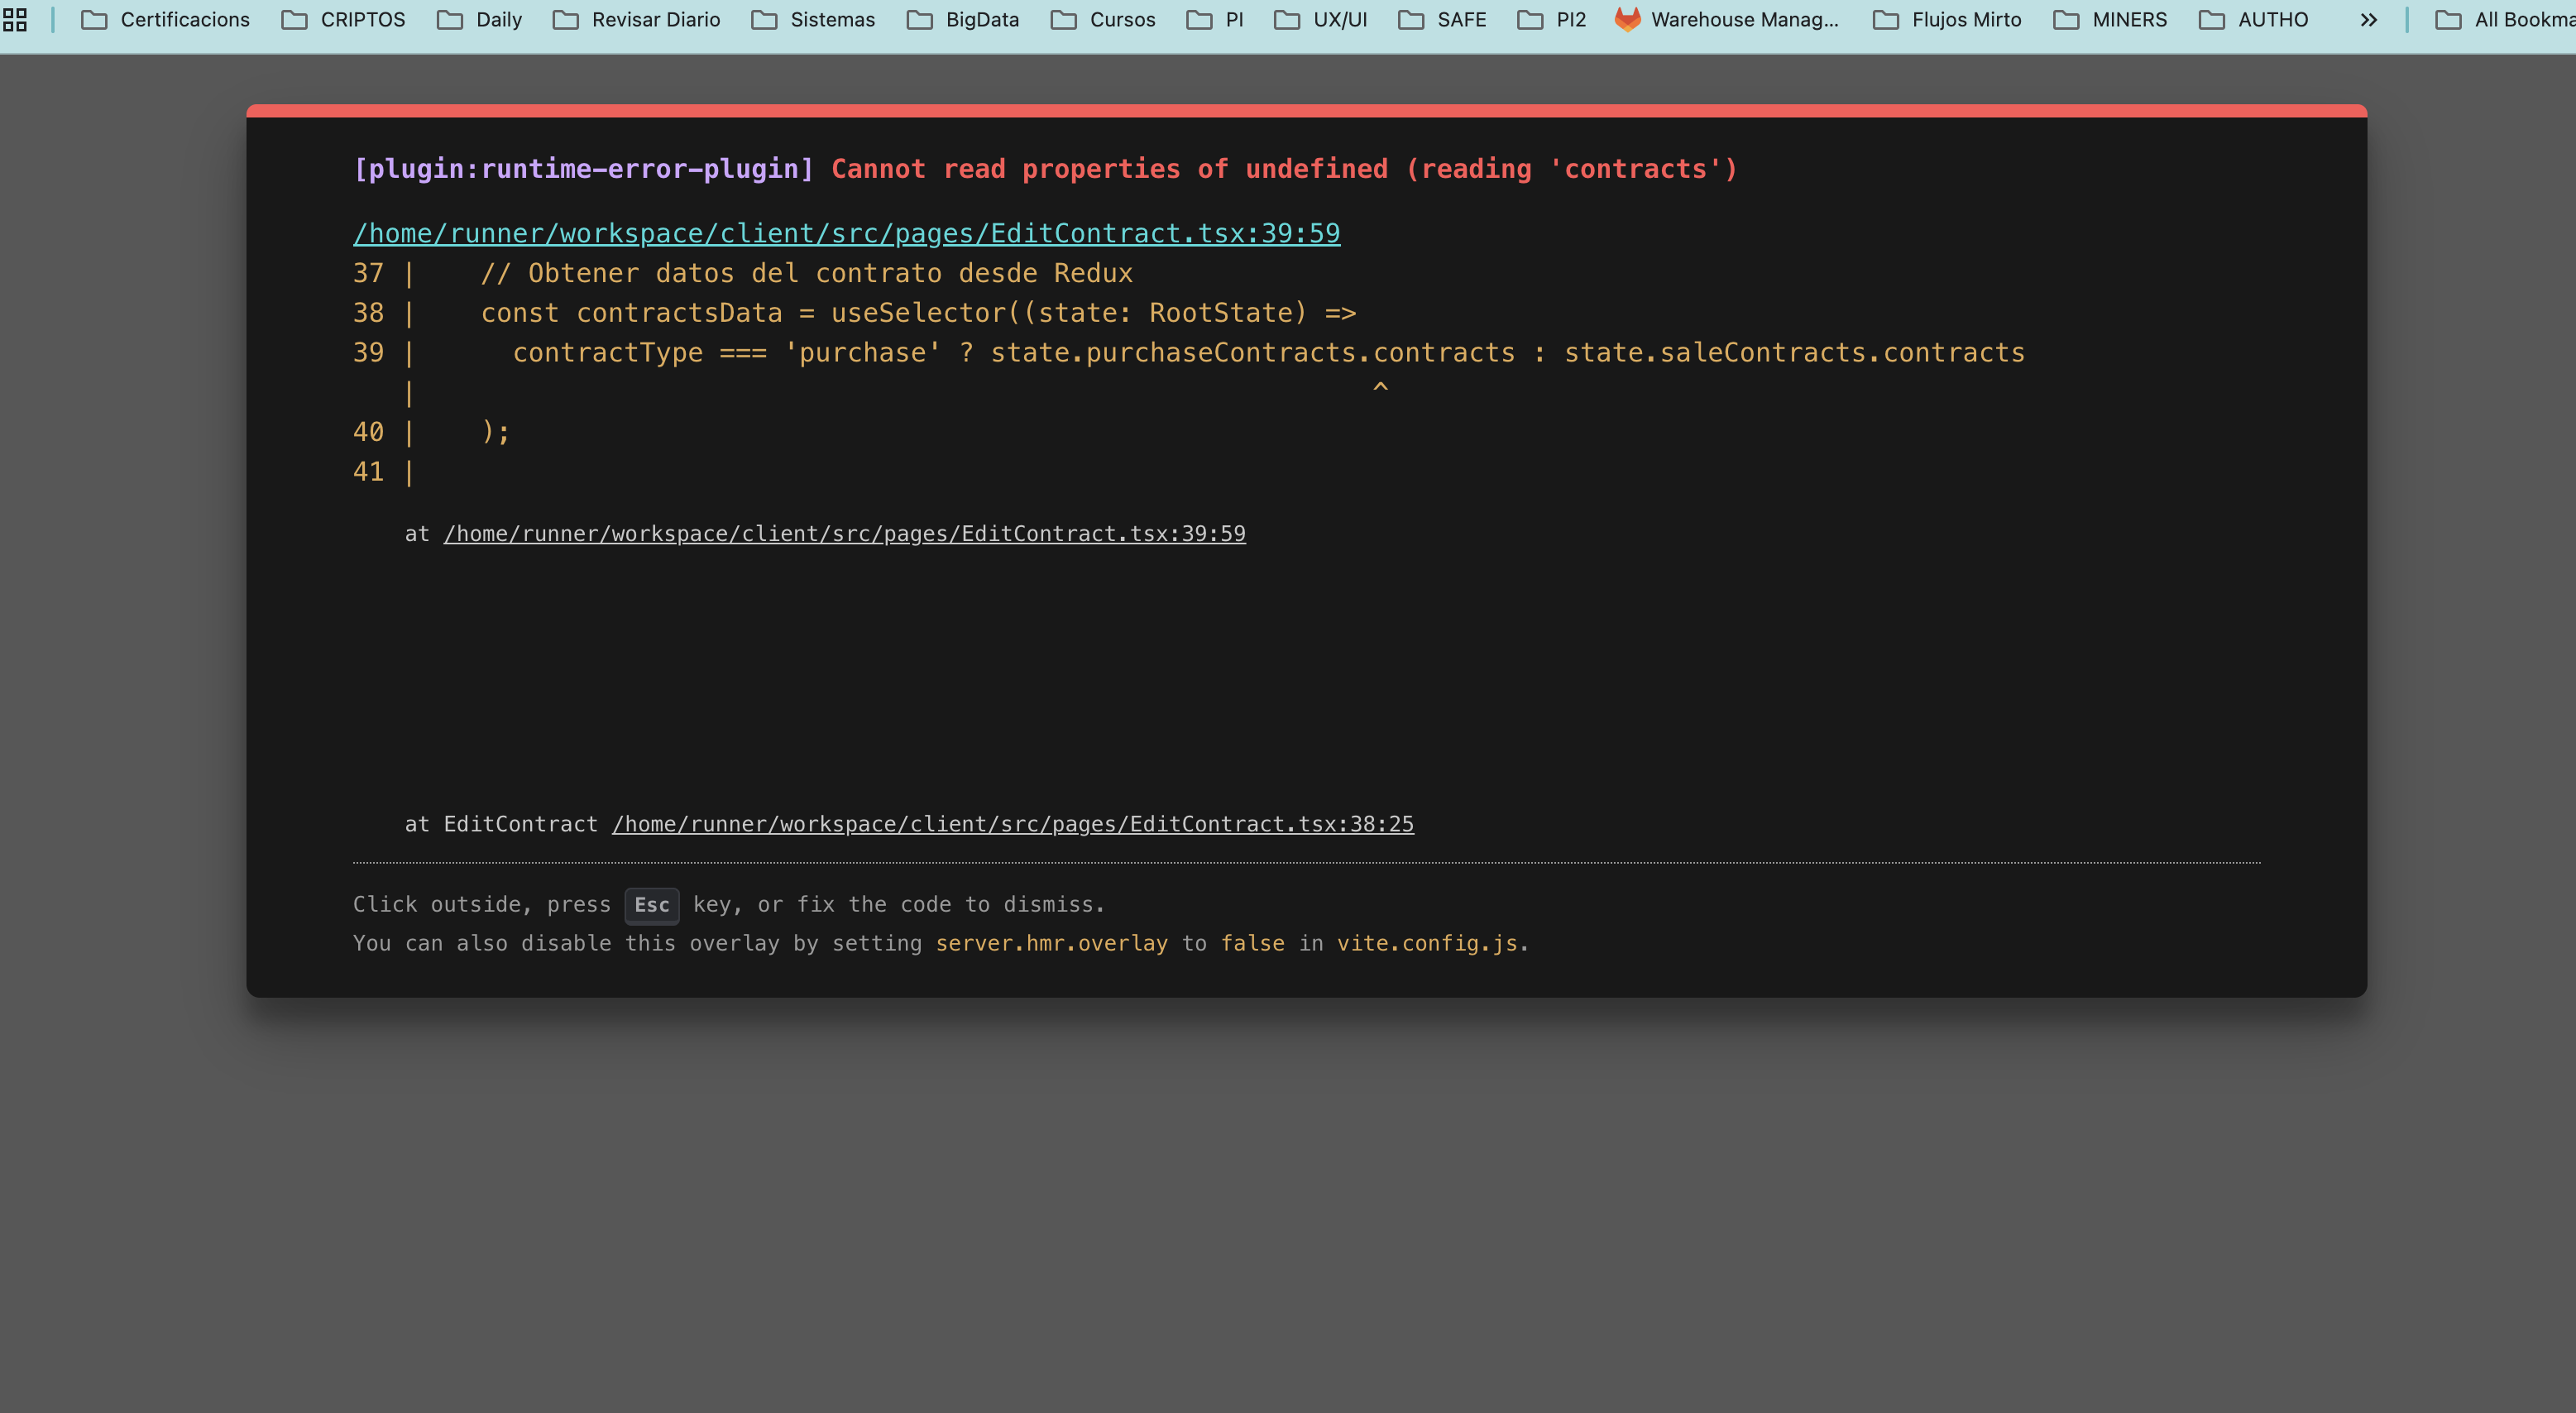 Certificacions CRIPTOS Daily Revisar Diario Sistemas BigData Cursos PI UX/UI SAFE PI2 Warehouse Manag... Flujos Mirto MINERS AUTHO » All Bookma
[plugin:runtime-error-plugin] Cannot read properties of undefined (reading 'contracts')
/home/runner/workspace/client/src/pages/EditContract.tsx:39:59
37 |    // Obtener datos del contrato desde Redux
38 |    const contractsData = useSelector((state: RootState) =>
39 |      contractType === 'purchase' ? state.purchaseContracts.contracts : state.saleContracts.contracts
   |                                                            ^
40 |    );
41 |
at /home/runner/workspace/client/src/pages/EditContract.tsx:39:59
at EditContract /home/runner/workspace/client/src/pages/EditContract.tsx:38:25
Click outside, press Esc key, or fix the code to dismiss.
You can also disable this overlay by setting server.hmr.overlay to false in vite.config.js.